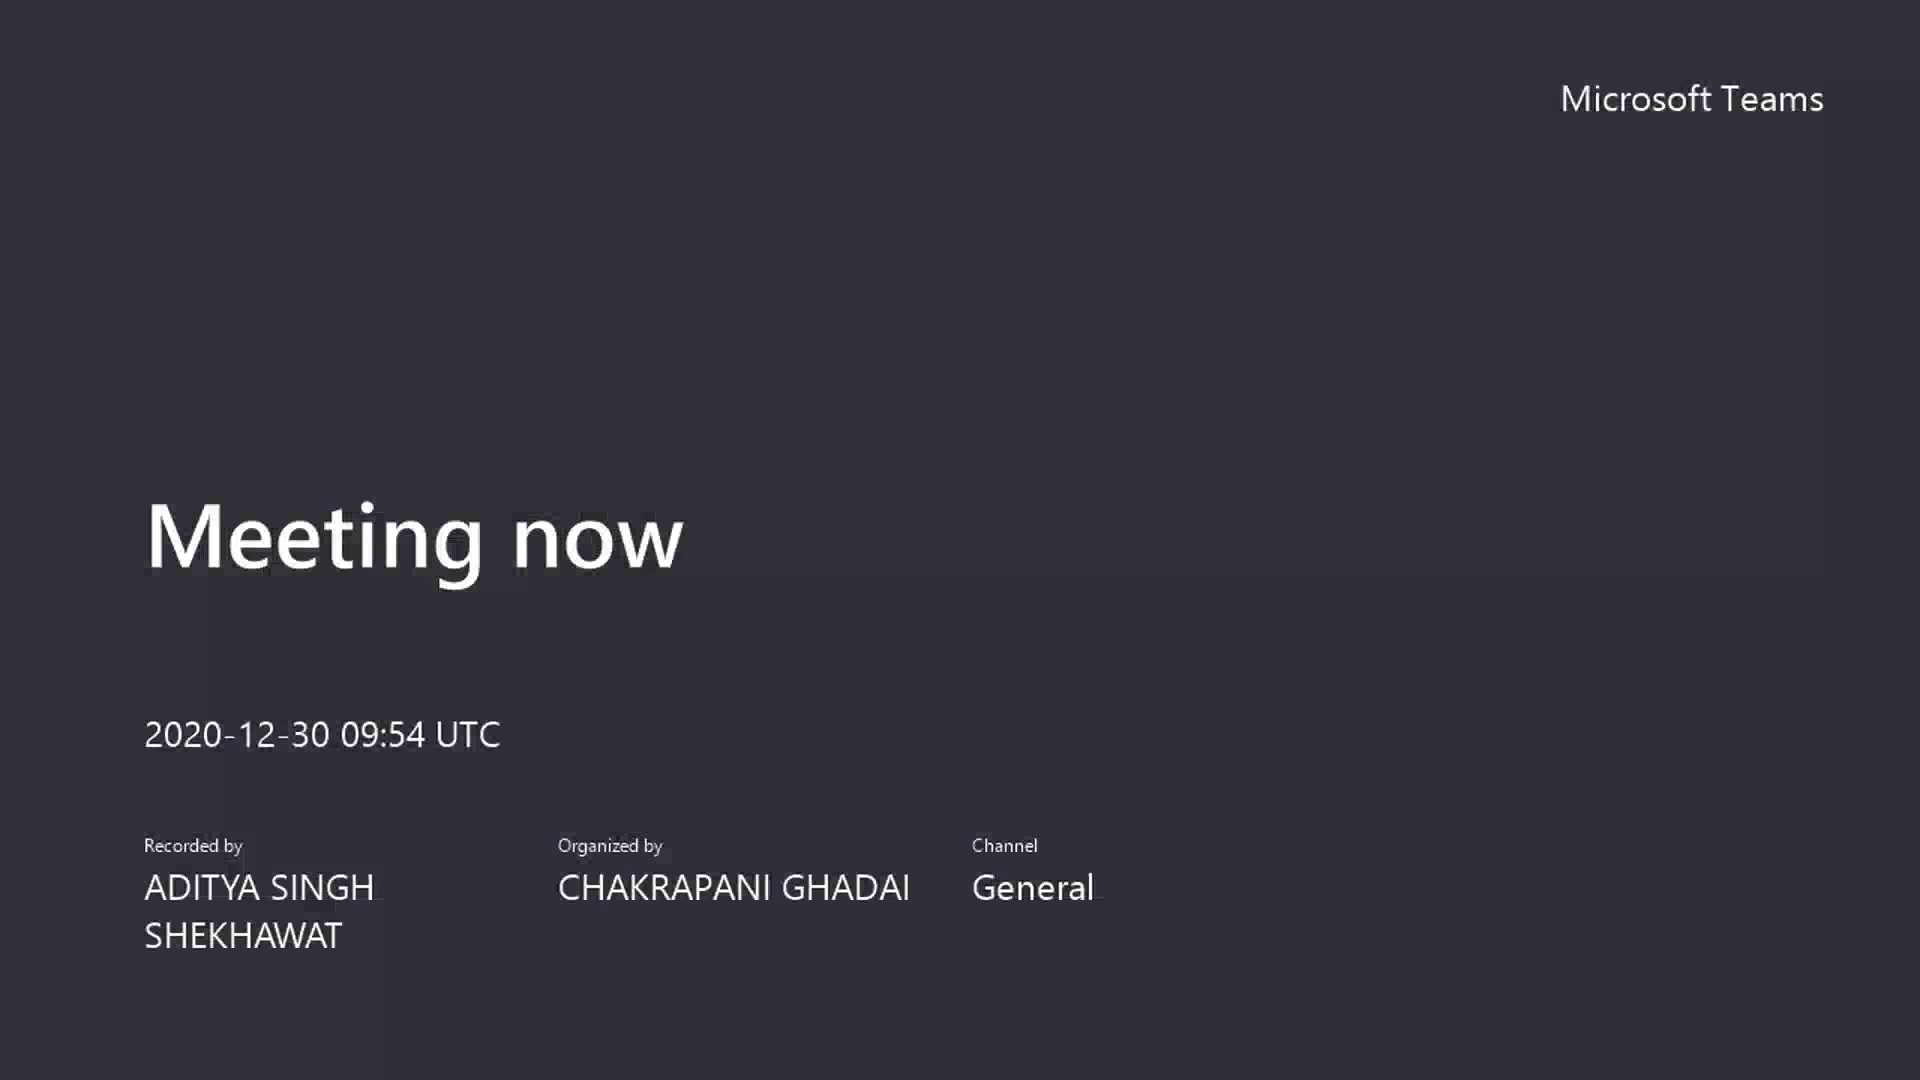 Microsoft Teams
Meeting now
2020-12-30 09:54 UTC
Recorded by
ADITYA SINGH
SHEKHAWAT
Organized by
CHAKRAPANI GHADAI
Channel
General